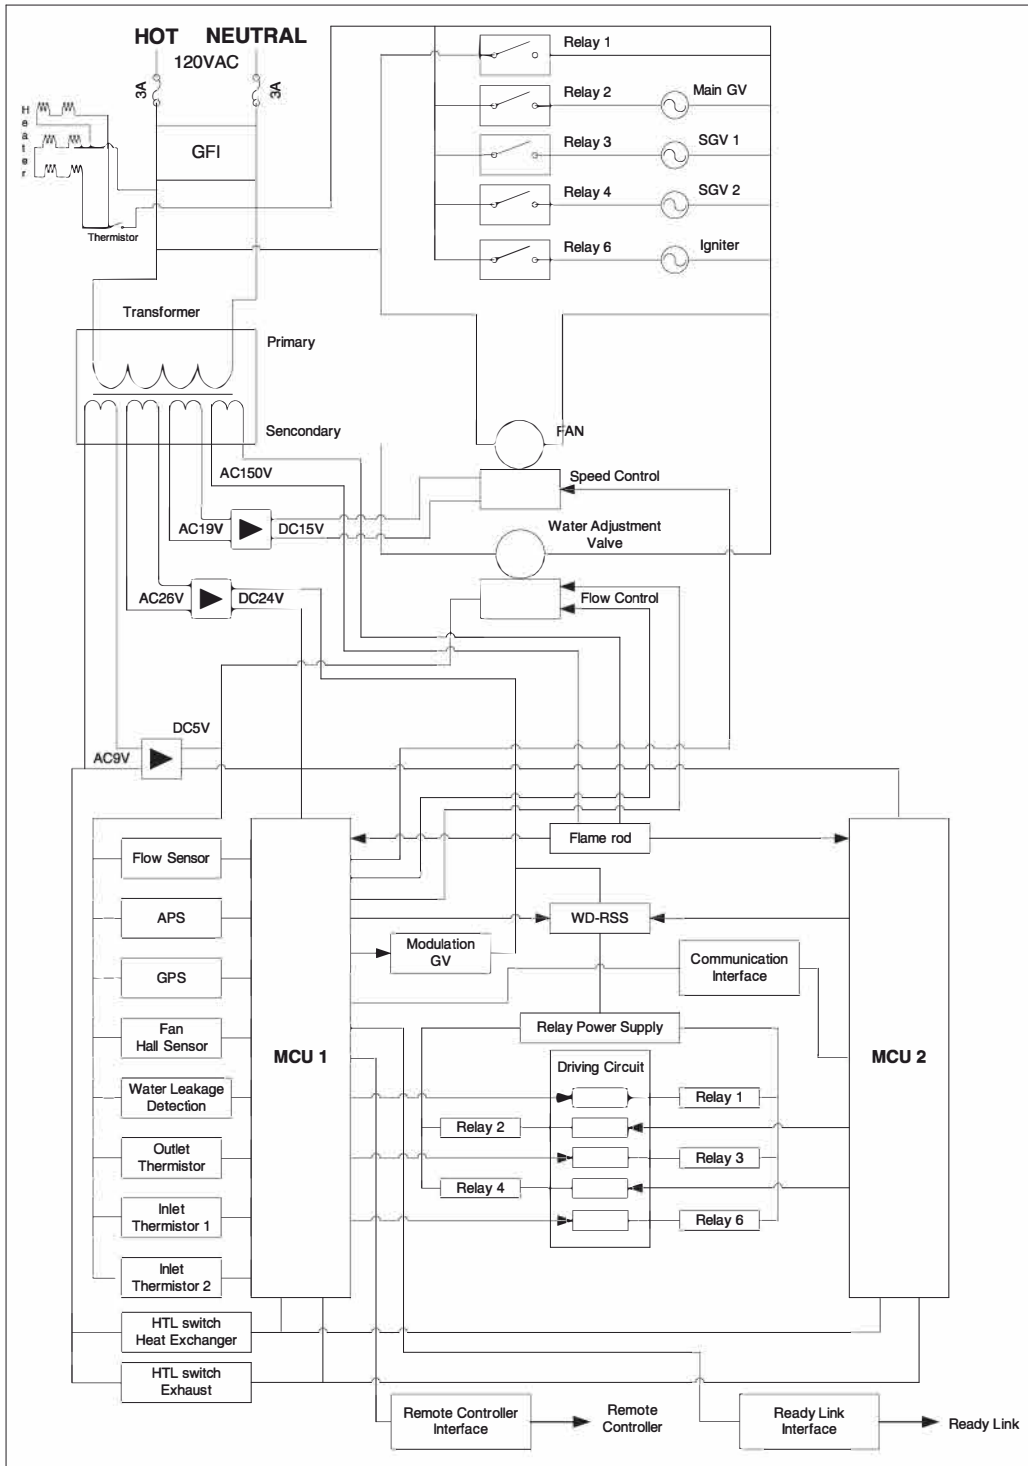 HOT NEUTRAL
120VAC
3A
3A
Heater
GFI
Thermistor
Relay 1
Relay 2
Main GV
Relay 3
SGV 1
Relay 4
SGV 2
Relay 6
Igniter
Transformer
Primary
Sencondary
FAN
AC150V
Speed Control
AC19V
DC15V
Water Adjustment
Valve
AC26V
DC24V
Flow Control
DC5V
AC9V
Flow Sensor
APS
GPS
Fan
Hall Sensor
Water Leakage
Detection
Outlet
Thermistor
Inlet
Thermistor 1
Inlet
Thermistor 2
HTL switch
Heat Exchanger
HTL switch
Exhaust
MCU 1
Flame rod
WD-RSS
Modulation
GV
Communication
Interface
Relay Power Supply
MCU 2
Driving Circuit
Relay 1
Relay 2
Relay 3
Relay 4
Relay 6
Remote Controller
Interface
Remote
Controller
Ready Link
Interface
Ready Link